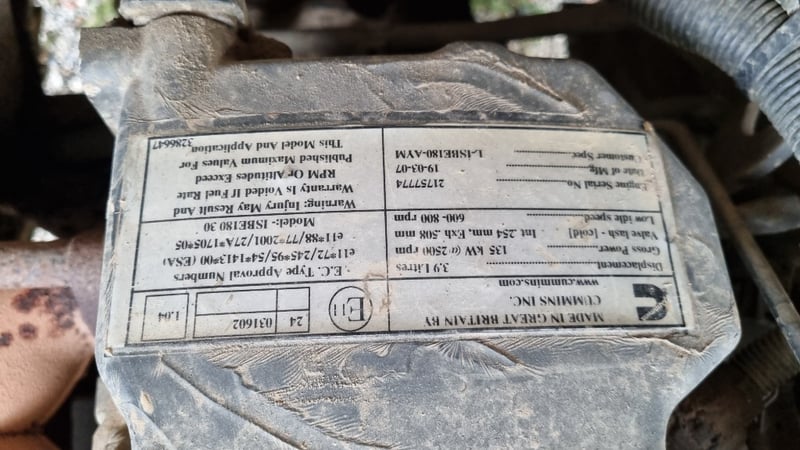 MADE IN GREAT BRITAIN BY
CUMMINS INC.
www.cummins.com
Displacement 3.9 Litres
Gross Power 135 kW @ 2500 rpm
Valve lash - [cold] Int .254 mm, Exh .508 mm
Low idle speed 600- 800 rpm
Engine Serial No. 21757774
Date of Mfg. 19-03-07
Customer Spec. L-ISBE180-AYM
E11
24
031602
1.04
E.C. Type Approval Numbers
e11*72/245*95/54*1413*00 (ESA)
e11*88/77*2001/27A*7105*05
Model:- ISBE180 30
Warning: Injury May Result And
Warranty Is Voided If Fuel Rate
RPM Or Altitudes Exceed
Published Maximum Values For
This Model And Application
3286647